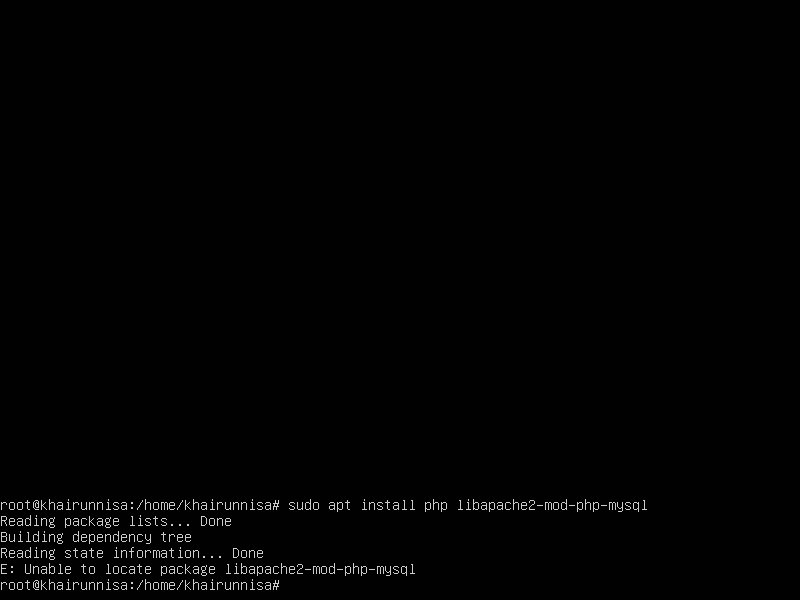 root@khairunnisa:/home/khairunnisa# sudo apt install php libapache2-mod-php-mysql
Reading package lists... Done
Building dependency tree
Reading state information... Done
E: Unable to locate package libapache2-mod-php-mysql
root@khairunnisa:/home/khairunnisa#